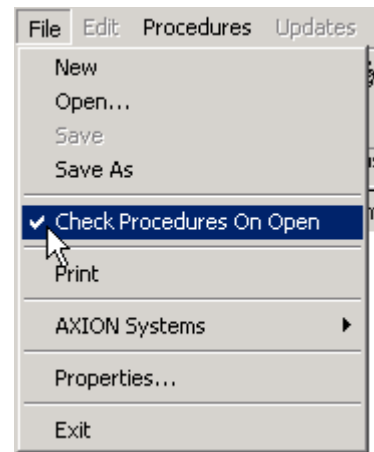 File Edit Procedures Updates
New
Open...
Save
Save As
Check Procedures On Open
Print
AXION Systems
Properties...
Exit